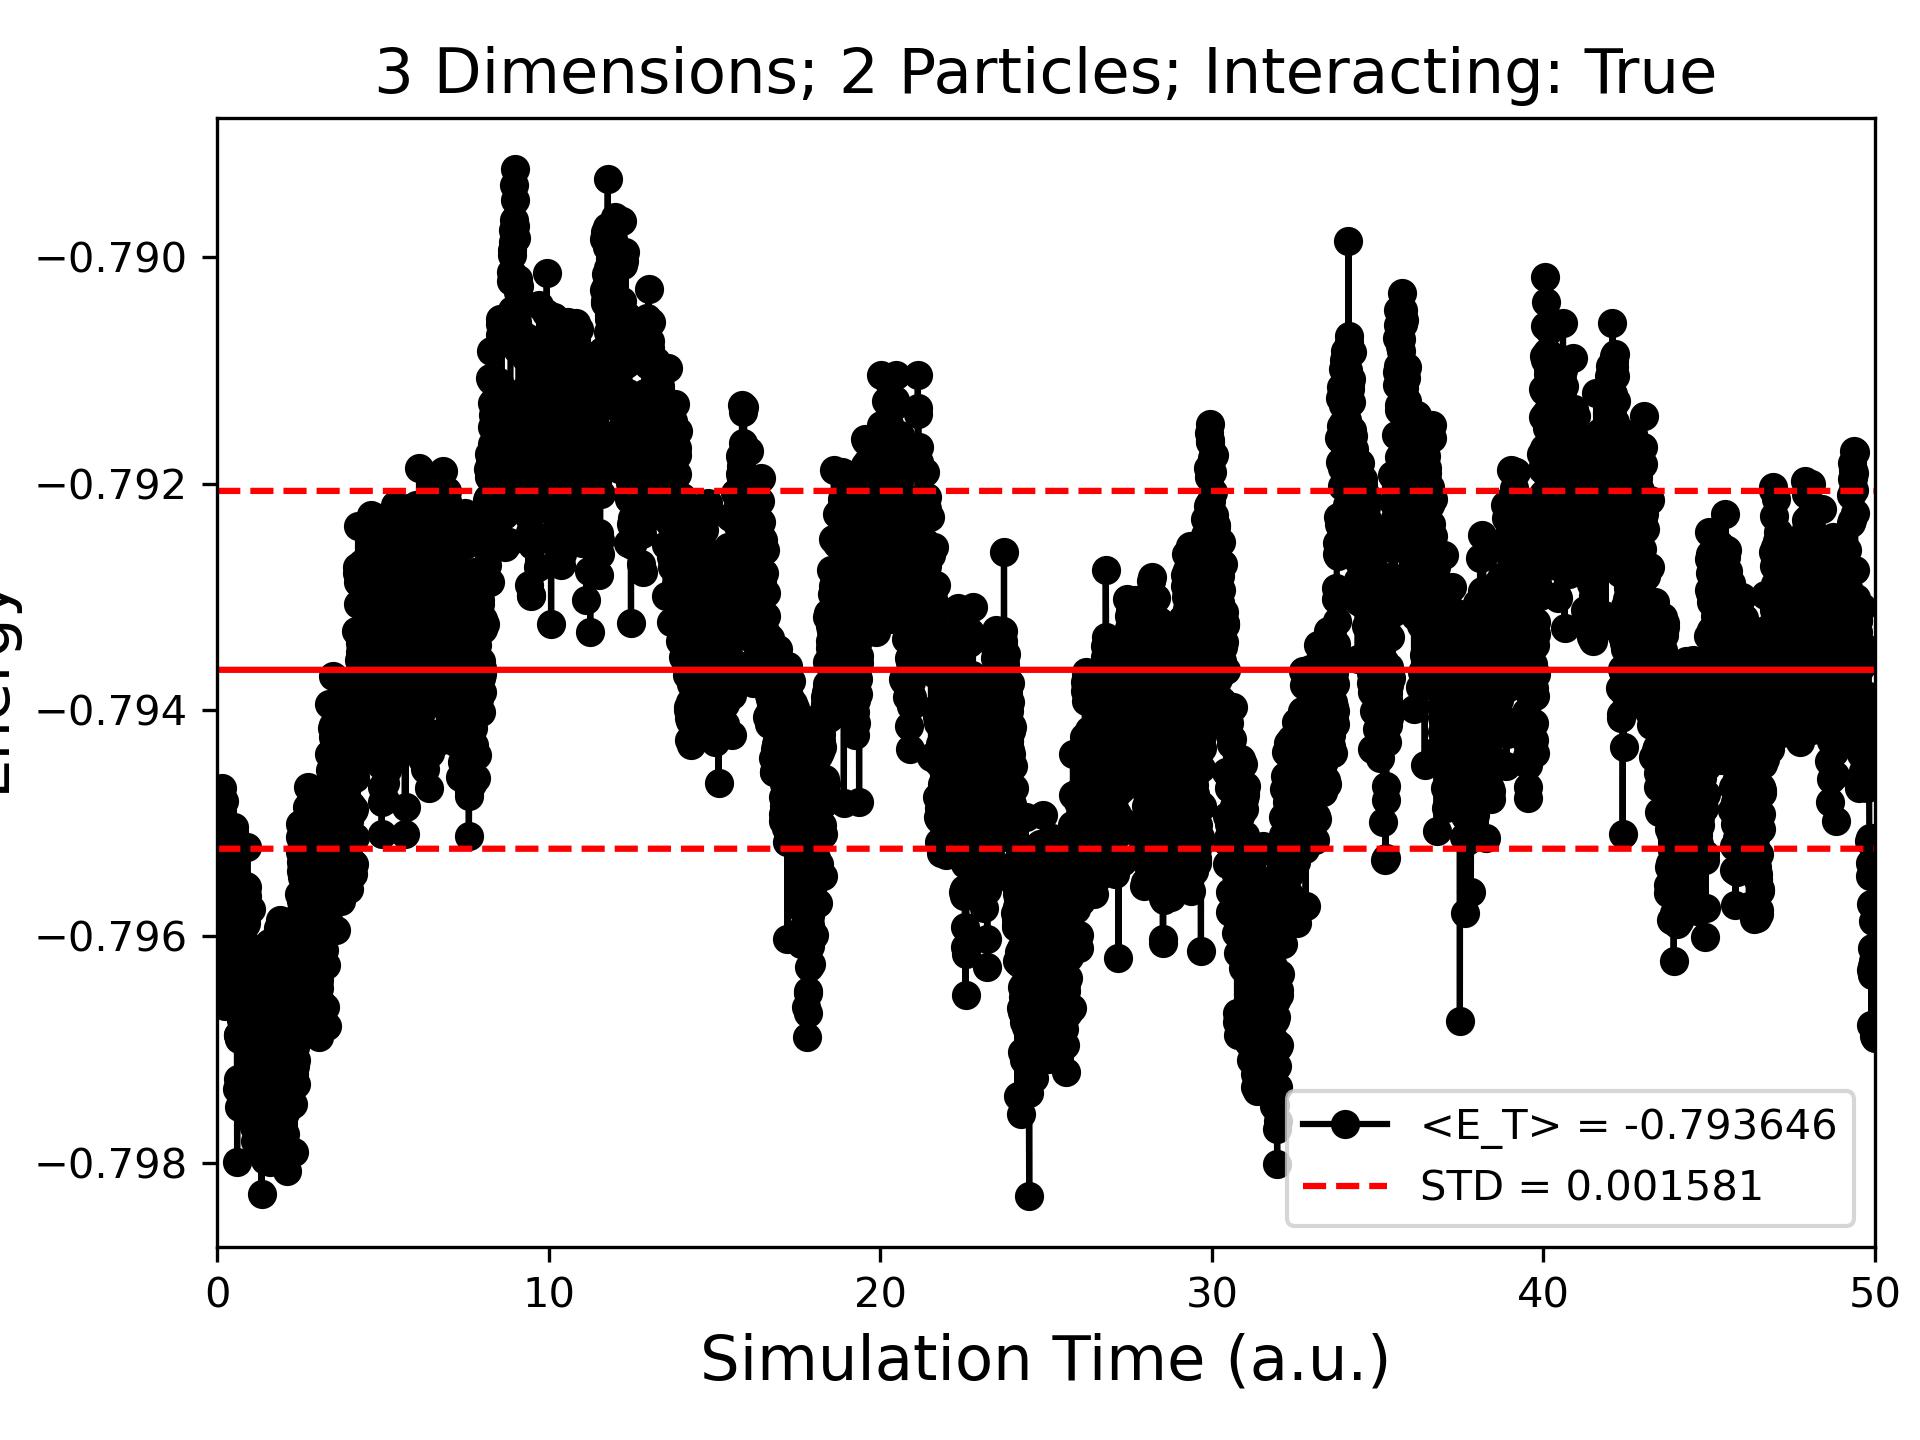 3 Dimensions; 2 Particles; Interacting: True
Energy
−0.790
−0.792
−0.794
−0.796
−0.798
<E_T> = -0.793646
STD = 0.001581
0 10 20 30 40 50
Simulation Time (a.u.)